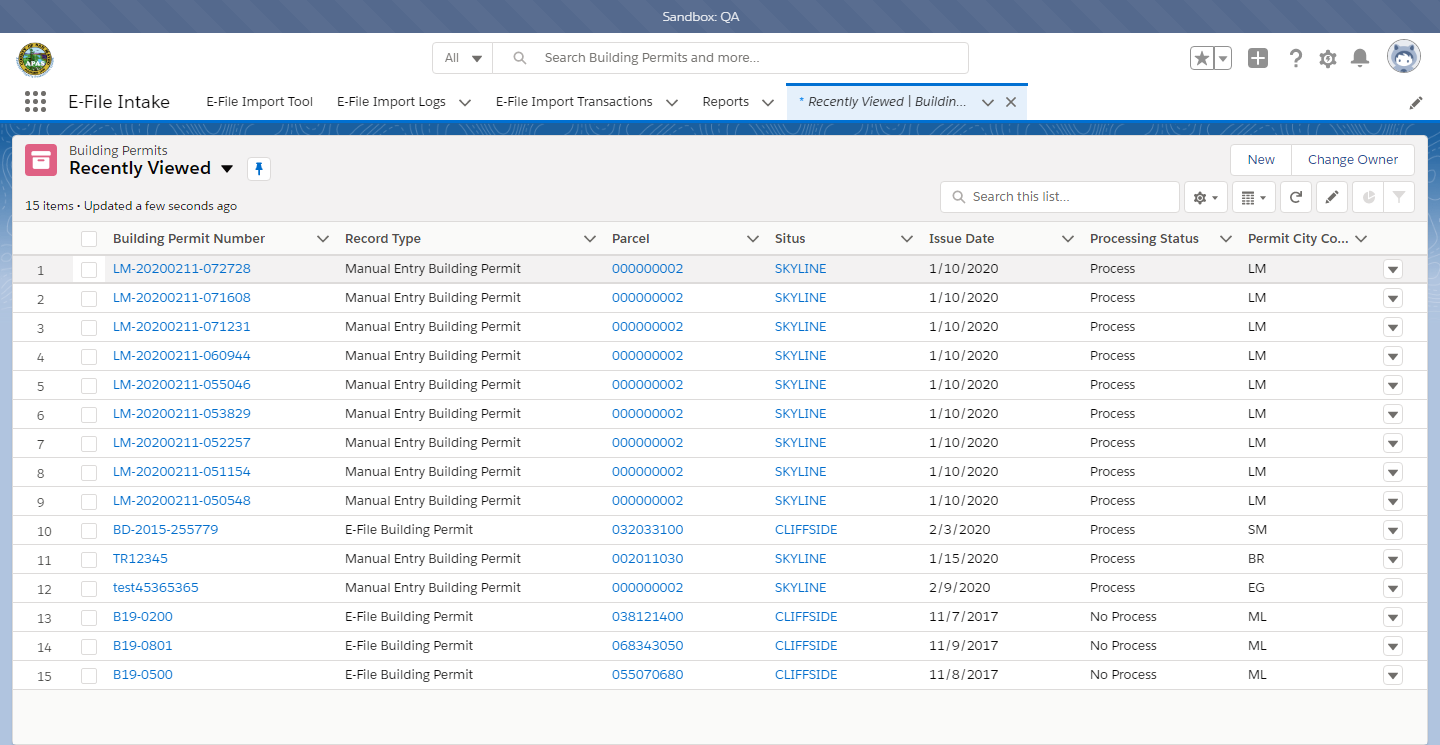 Sandbox: QA
APAS
All
Search Building Permits and more...
E-File Intake E-File Import Tool E-File Import Logs E-File Import Transactions Reports * Recently Viewed | Buildin...
Building Permits
Recently Viewed
New Change Owner
15 items • Updated a few seconds ago
Search this list...
Building Permit Number Record Type Parcel Situs Issue Date Processing Status Permit City Co...
1 LM-20200211-072728 Manual Entry Building Permit 000000002 SKYLINE 1/10/2020 Process LM
2 LM-20200211-071608 Manual Entry Building Permit 000000002 SKYLINE 1/10/2020 Process LM
3 LM-20200211-071231 Manual Entry Building Permit 000000002 SKYLINE 1/10/2020 Process LM
4 LM-20200211-060944 Manual Entry Building Permit 000000002 SKYLINE 1/10/2020 Process LM
5 LM-20200211-055046 Manual Entry Building Permit 000000002 SKYLINE 1/10/2020 Process LM
6 LM-20200211-053829 Manual Entry Building Permit 000000002 SKYLINE 1/10/2020 Process LM
7 LM-20200211-052257 Manual Entry Building Permit 000000002 SKYLINE 1/10/2020 Process LM
8 LM-20200211-051154 Manual Entry Building Permit 000000002 SKYLINE 1/10/2020 Process LM
9 LM-20200211-050548 Manual Entry Building Permit 000000002 SKYLINE 1/10/2020 Process LM
10 BD-2015-255779 E-File Building Permit 032033100 CLIFFSIDE 2/3/2020 Process SM
11 TR12345 Manual Entry Building Permit 002011030 SKYLINE 1/15/2020 Process BR
12 test45365365 Manual Entry Building Permit 000000002 SKYLINE 2/9/2020 Process EG
13 B19-0200 E-File Building Permit 038121400 CLIFFSIDE 11/7/2017 No Process ML
14 B19-0801 E-File Building Permit 068343050 CLIFFSIDE 11/9/2017 No Process ML
15 B19-0500 E-File Building Permit 055070680 CLIFFSIDE 11/8/2017 No Process ML